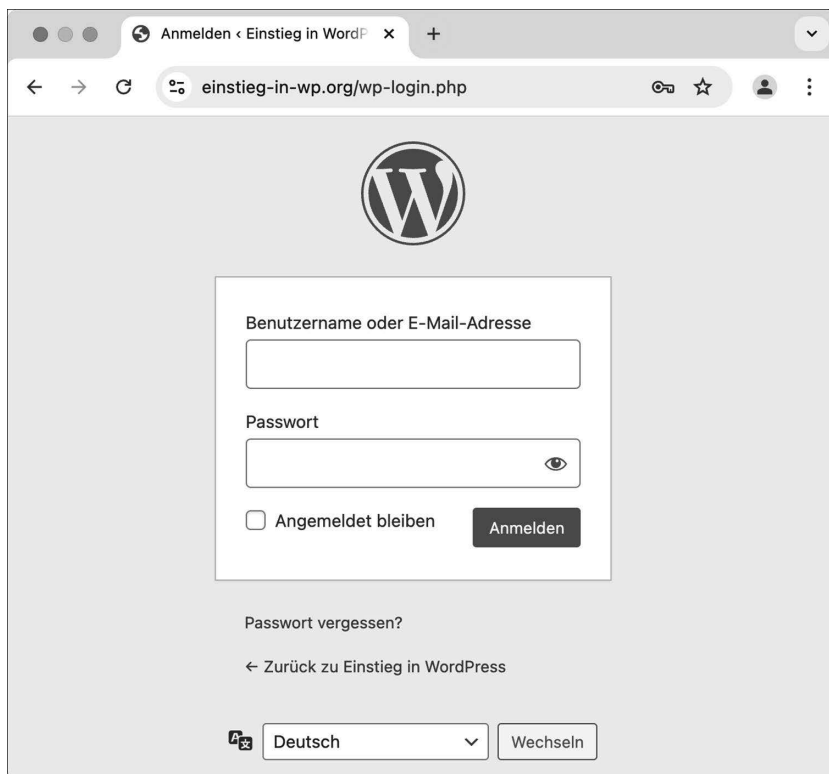 Anmelden ‹ Einstieg in WordP
einstieg-in-wp.org/wp-login.php
Benutzername oder E-Mail-Adresse
Passwort
Angemeldet bleiben
Anmelden
Passwort vergessen?
← Zurück zu Einstieg in WordPress
Deutsch
Wechseln